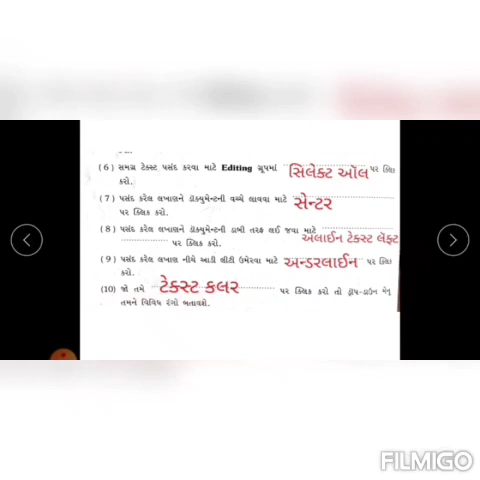 (6) સમગ્ર ટેક્સ્ટ પસંદ કરવા માટે Editing ગ્રૂપમાં સિલેક્ટ ઑલ પર ક્લિક
કરો.
(7) પસંદ કરેલ લખાણને ડૉક્યુમેન્ટની વચ્ચે લાવવા માટે સેન્ટર
પર ક્લિક કરો.
(8) પસંદ કરેલ લખાણને ડૉક્યુમેન્ટની ડાબી તરફ લઈ જવા માટે
અલાઈન ટેક્સ્ટ લેફ્ટ પર ક્લિક કરો.
(9) પસંદ કરેલ લખાણ નીચે આડી લીટી ઉમેરવા માટે અન્ડરલાઈન પર ક્લિક
કરો.
(10) જો તમે ટેક્સ્ટ કલર પર ક્લિક કરો તો ડ્રૉપ-ડાઉન મેનુ
તમને વિવિધ રંગો બતાવશે.
FILMIGO